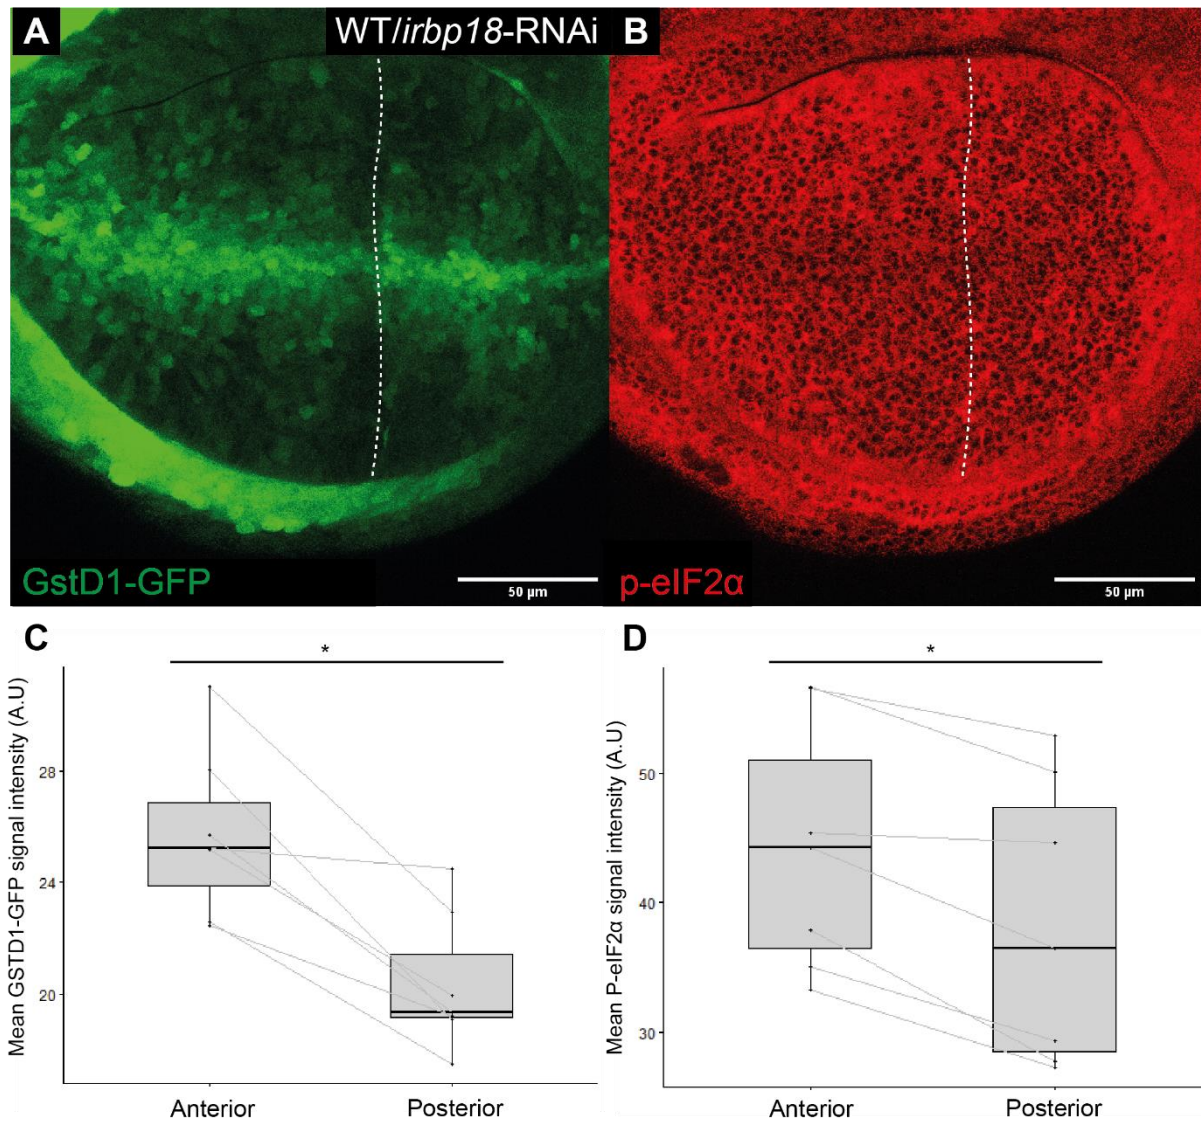 A
WT/irbp18-RNAi
B
GstD1-GFP
50 µm
p-eIF2α
50 µm
C
*
Mean GSTD1-GFP signal intensity (A.U)
28
24
20
Anterior
Posterior
D
*
Mean P-eIF2α signal intensity (A.U)
50
40
30
Anterior
Posterior